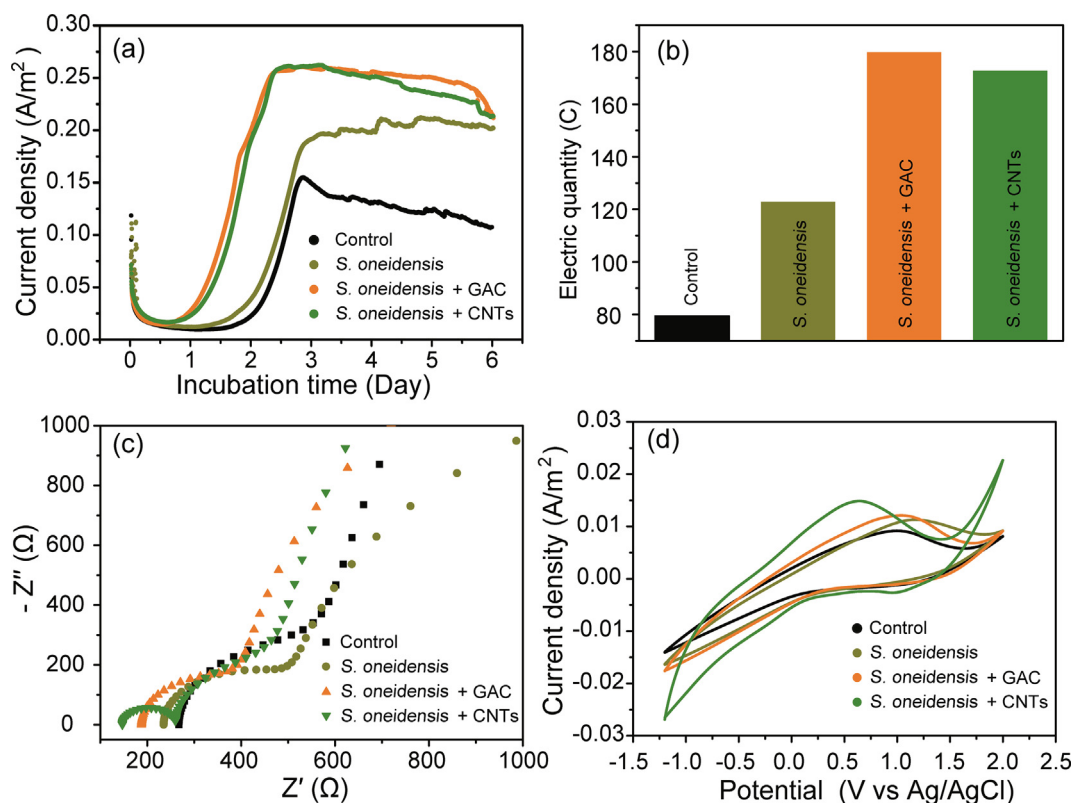 (a)
Current density (A/m²)
0.30
0.25
0.20
0.15
0.10
0.05
0.00
0 1 2 3 4 5 6
Incubation time (Day)
Control
S. oneidensis
S. oneidensis + GAC
S. oneidensis + CNTs
(b)
Electric quantity (C)
180
160
140
120
100
80
Control
S. oneidensis
S. oneidensis + GAC
S. oneidensis + CNTs
(c)
- Z″ (Ω)
1000
800
600
400
200
0
200 400 600 800 1000
Z′ (Ω)
Control
S. oneidensis
S. oneidensis + GAC
S. oneidensis + CNTs
(d)
Current density (A/m²)
0.03
0.02
0.01
0.00
-0.01
-0.02
-0.03
-1.5 -1.0 -0.5 0.0 0.5 1.0 1.5 2.0
Potential (V vs Ag/AgCl)
Control
S. oneidensis
S. oneidensis + GAC
S. oneidensis + CNTs